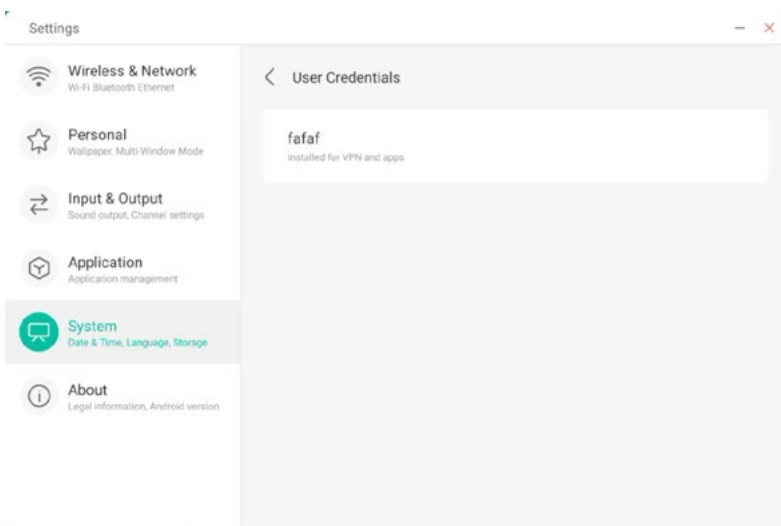 Settings
Wireless & Network
Wi-Fi Bluetooth Ethernet
Personal
Wallpaper, Multi-Window Mode
Input & Output
Sound output, Channel settings
Application
Application management
System
Date & Time, Language, Storage
About
Legal information, Android version
User Credentials
fafaf
Installed for VPN and apps